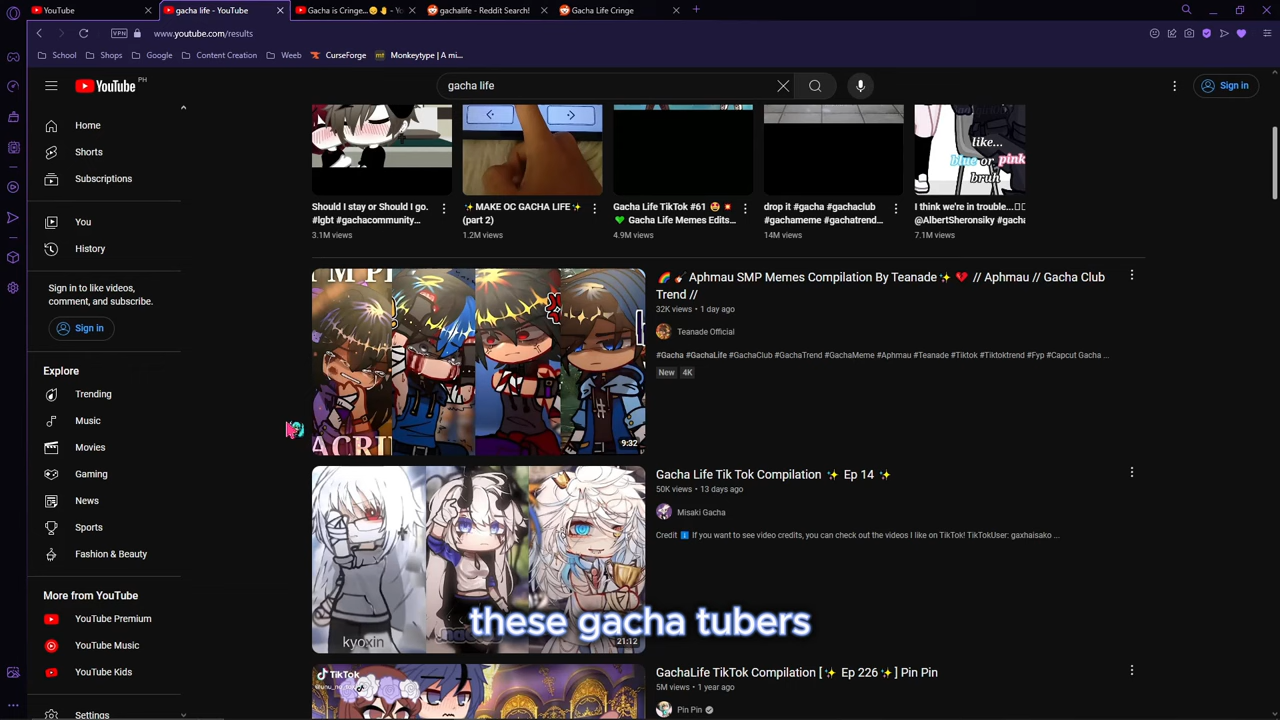 YouTube
gacha life - YouTube
Gacha is Cringe...
gachalife - Reddit Search!
Gacha Life Cringe
VPN
www.youtube.com/results
School
Shops
Google
Content Creation
Weeb
CurseForge
Monkeytype | A mi...
YouTube PH
gacha life
Sign in
Home
Shorts
Subscriptions
You
History
Sign in to like videos,
comment, and subscribe.
Sign in
Explore
Trending
Music
Movies
Gaming
News
Sports
Fashion & Beauty
More from YouTube
YouTube Premium
YouTube Music
YouTube Kids
Settings
like...
blue or pink
bruh
Should I stay or Should I go.
#lgbt #gachacommunity...
3.1M views
✨ MAKE OC GACHA LIFE ✨
(part 2)
1.2M views
Gacha Life TikTok #61 🤩 💥
💚 Gacha Life Memes Edits...
4.9M views
drop it #gacha #gachaclub
#gachameme #gachatrend...
14M views
I think we're in trouble...
@AlbertSheronsiky #gacha
7.1M views
ACRI
9:32
🌈 🎸 Aphmau SMP Memes Compilation By Teanade ✨ 💔 // Aphmau // Gacha Club
Trend //
32K views • 1 day ago
Teanade Official
#Gacha #GachaLife #GachaClub #GachaTrend #GachaMeme #Aphmau #Teanade #Tiktok #Tiktoktrend #Fyp #Capcut Gacha ...
New 4K
kyoxin
21:12
Gacha Life Tik Tok Compilation ✨ Ep 14 ✨
50K views • 13 days ago
Misaki Gacha
Credit ℹ️ If you want to see video credits, you can check out the videos I like on TikTok! TikTokUser: gaxhaisako ...
these gacha tubers
TikTok
GachaLife TikTok Compilation [ ✨ Ep 226 ✨ ] Pin Pin
5M views • 1 year ago
Pin Pin